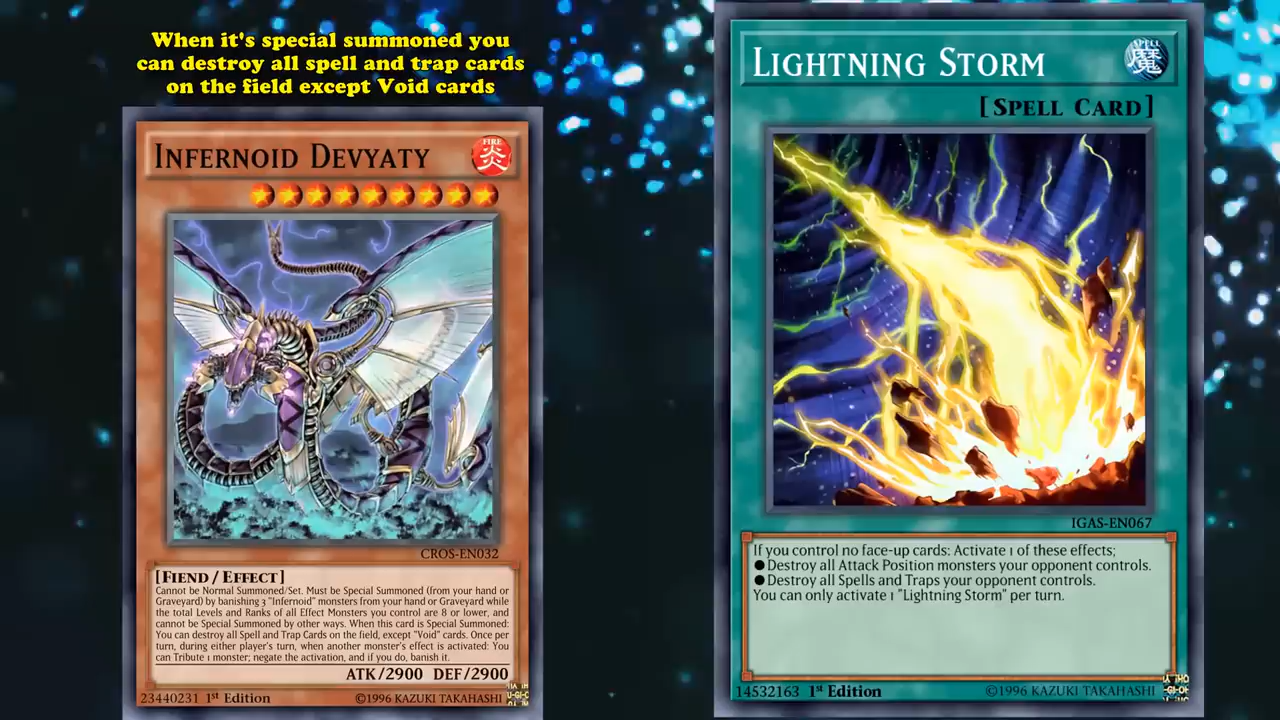 When it's special summoned you
can destroy all spell and trap cards
on the field except Void cards
Infernoid Devyaty
FIRE
炎
CROS-EN032
[Fiend / Effect]
Cannot be Normal Summoned/Set. Must be Special Summoned (from your hand or
Graveyard) by banishing 3 "Infernoid" monsters from your hand or Graveyard while
the total Levels and Ranks of all Effect Monsters you control are 8 or lower, and
cannot be Special Summoned by other ways. When this card is Special Summoned:
You can destroy all Spell and Trap Cards on the field, except "Void" cards. Once per
turn, during either player's turn, when another monster's effect is activated: You
can Tribute 1 monster; negate the activation, and if you do, banish it.
ATK/2900 DEF/2900
23440231 1st Edition ©1996 KAZUKI TAKAHASHI
Lightning Storm
SPELL
魔
[Spell Card]
IGAS-EN067
If you control no face-up cards: Activate 1 of these effects;
●Destroy all Attack Position monsters your opponent controls.
●Destroy all Spells and Traps your opponent controls.
You can only activate 1 "Lightning Storm" per turn.
14532163 1st Edition ©1996 KAZUKI TAKAHASHI